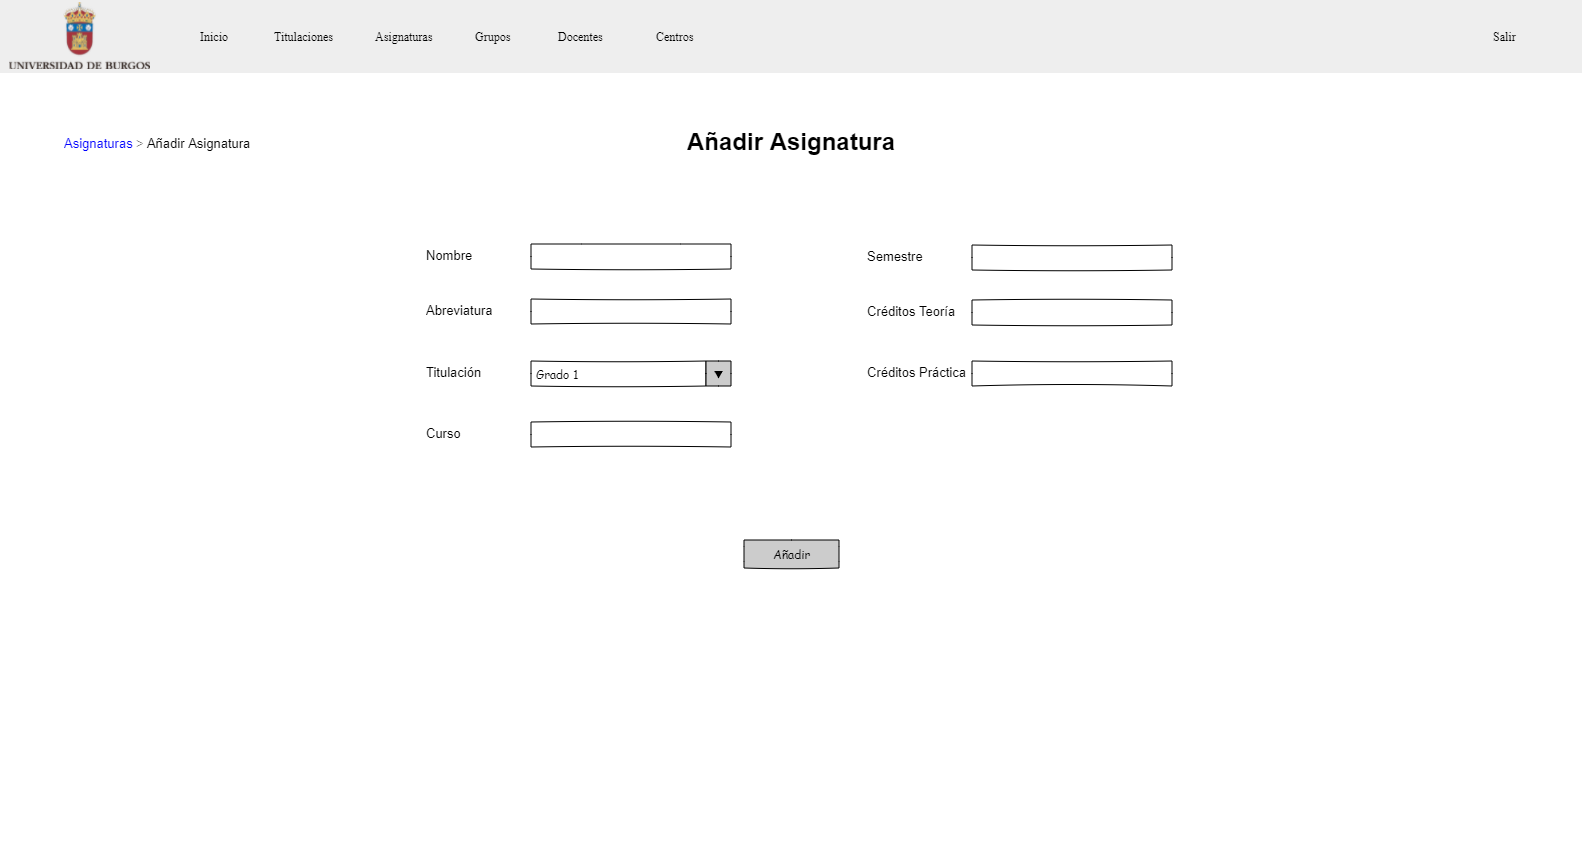 UNIVERSIDAD DE BURGOS
Inicio Titulaciones Asignaturas Grupos Docentes Centros Salir
Asignaturas > Añadir Asignatura
Añadir Asignatura
Nombre
Semestre
Abreviatura
Créditos Teoría
Titulación Grado 1 ▼
Créditos Práctica
Curso
Añadir